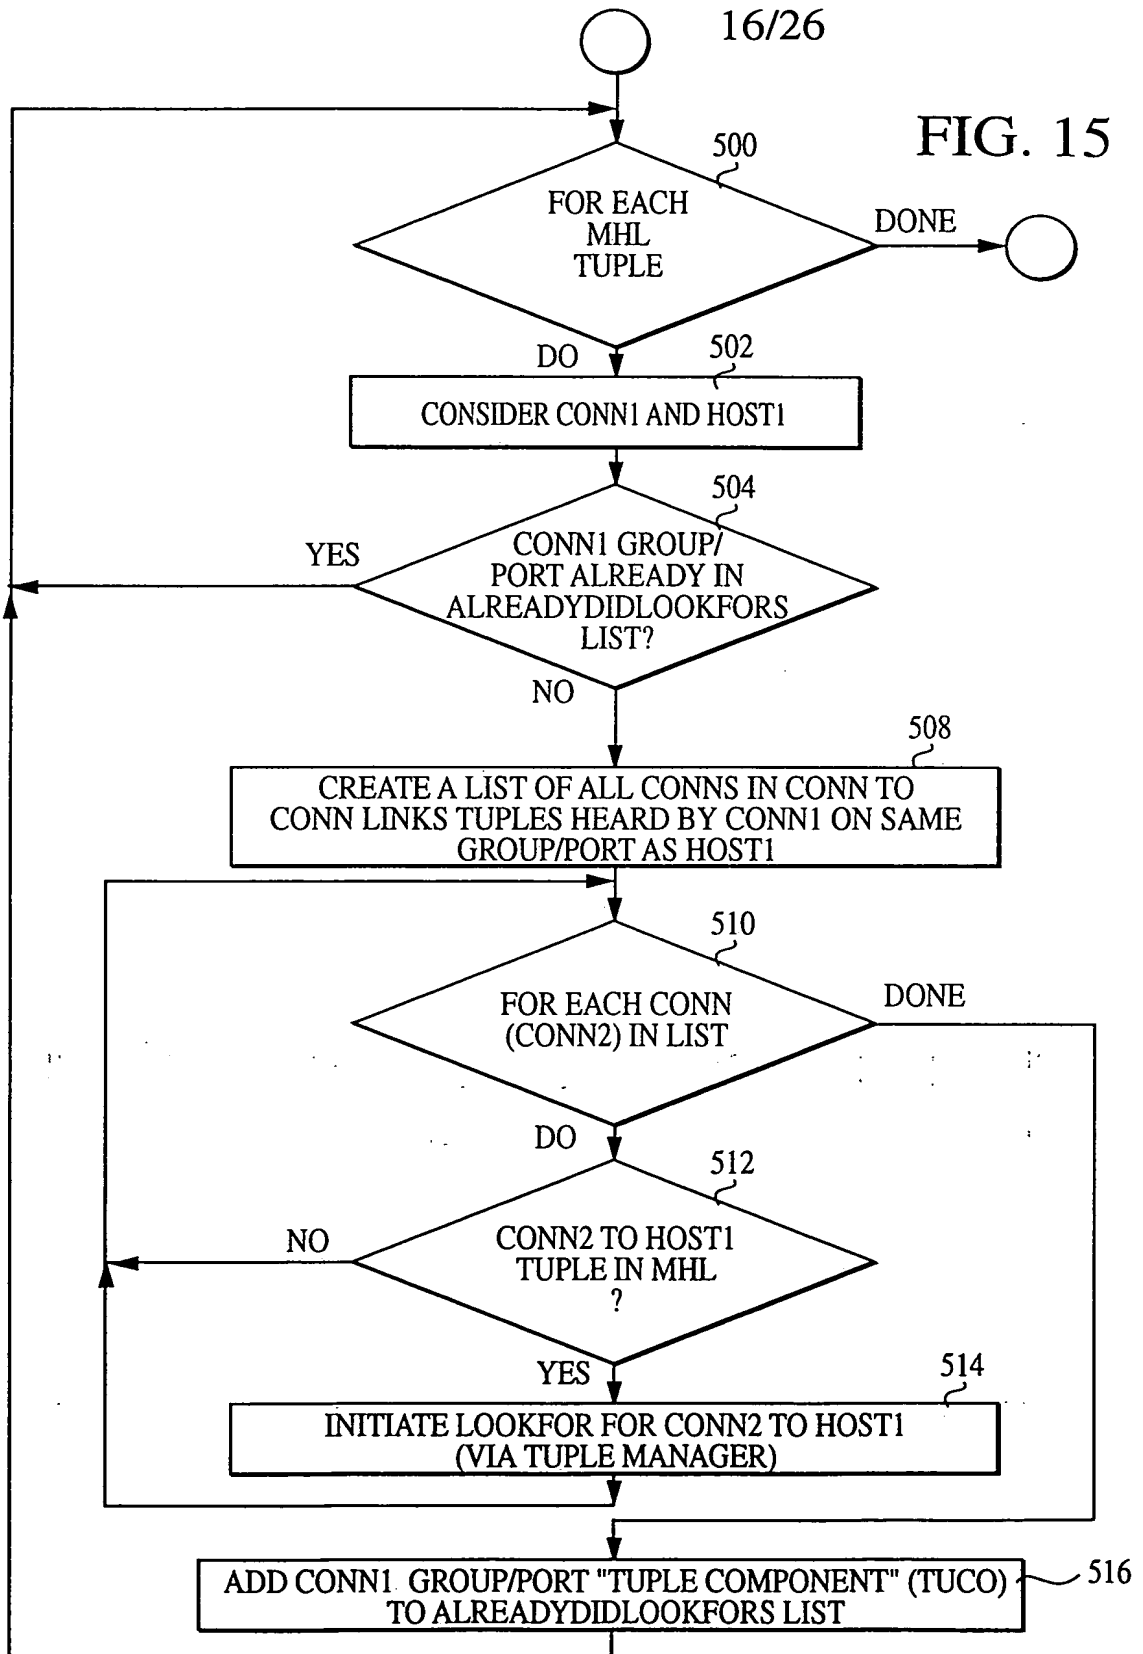 16/26
FIG. 15
500
FOR EACH
MHL
TUPLE
DONE
DO
502
CONSIDER CONN1 AND HOST1
504
CONN1 GROUP/
PORT ALREADY IN
ALREADYDIDLOOKFORS
LIST?
YES
NO
508
CREATE A LIST OF ALL CONNS IN CONN TO
CONN LINKS TUPLES HEARD BY CONN1 ON SAME
GROUP/PORT AS HOST1
510
FOR EACH CONN
(CONN2) IN LIST
DONE
DO
512
CONN2 TO HOST1
TUPLE IN MHL
?
NO
YES
514
INITIATE LOOKFOR FOR CONN2 TO HOST1
(VIA TUPLE MANAGER)
516
ADD CONN1 GROUP/PORT "TUPLE COMPONENT" (TUCO)
TO ALREADYDIDLOOKFORS LIST